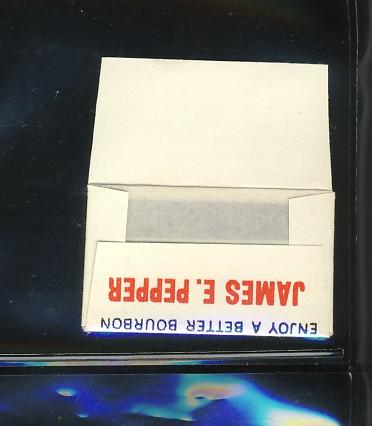 ENJOY A BETTER BOURBON
JAMES E. PEPPER